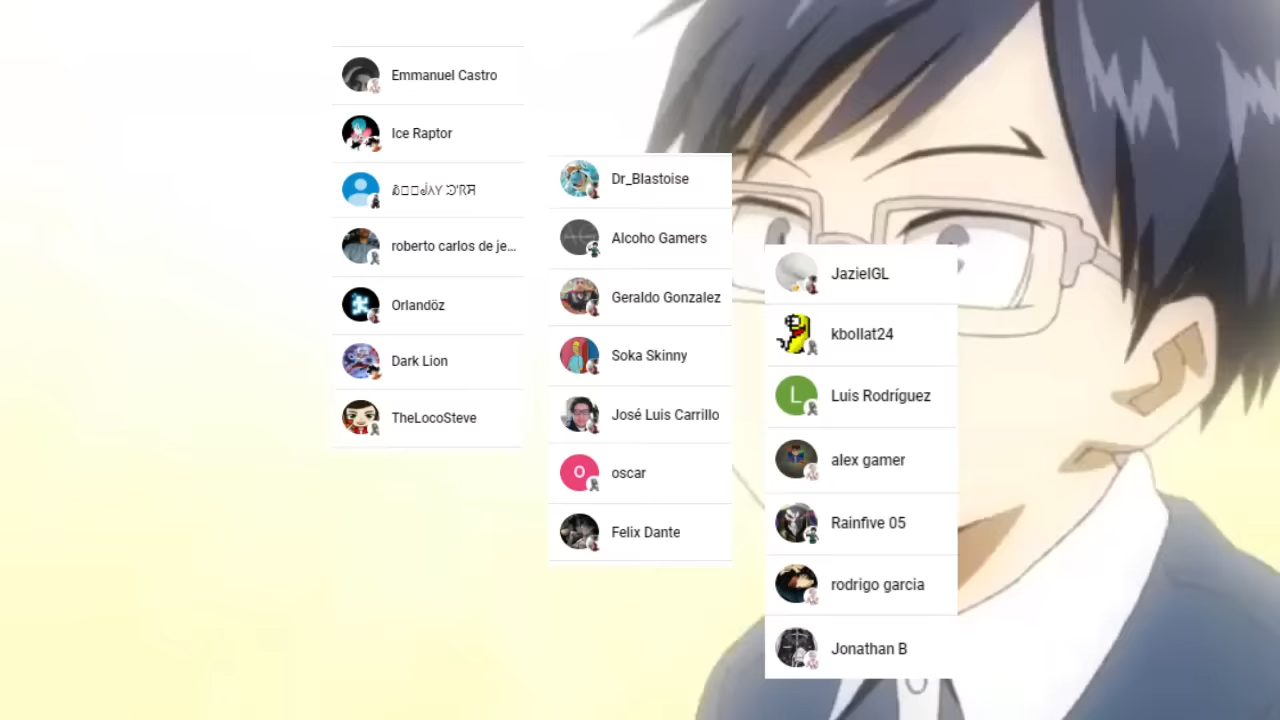 Emmanuel Castro
Ice Raptor
roberto carlos de je...
Orlandöz
Dark Lion
TheLocoSteve
Dr_Blastoise
Alcoho Gamers
Geraldo Gonzalez
Soka Skinny
José Luis Carrillo
O
oscar
Felix Dante
JazielGL
kbollat24
L
Luis Rodríguez
alex gamer
Rainfive 05
rodrigo garcia
Jonathan B